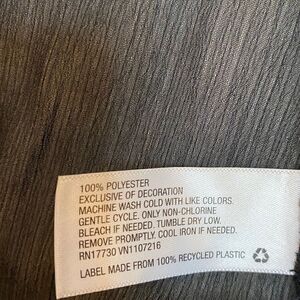 100% POLYESTER
EXCLUSIVE OF DECORATION
MACHINE WASH COLD WITH LIKE COLORS.
GENTLE CYCLE. ONLY NON-CHLORINE
BLEACH IF NEEDED. TUMBLE DRY LOW.
REMOVE PROMPTLY. COOL IRON IF NEEDED.
RN17730 VN1107216
LABEL MADE FROM 100% RECYCLED PLASTIC